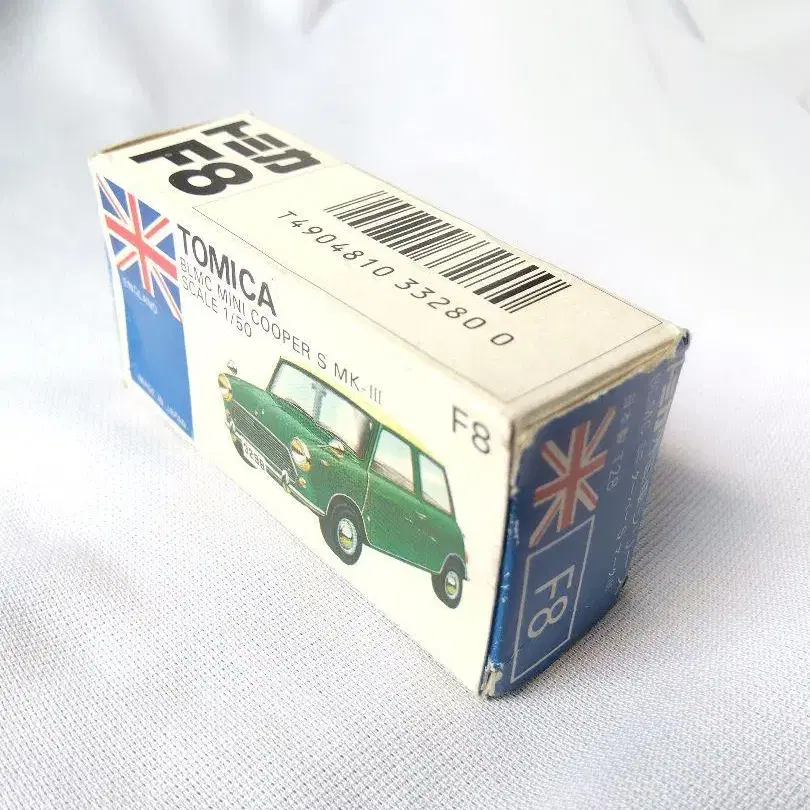 トミカ
F8
T4904810 33280 0
ENGLAND
MADE IN JAPAN
TOMICA
BLMC MINI COOPER S MK-III
SCALE 1/50
F8
F8